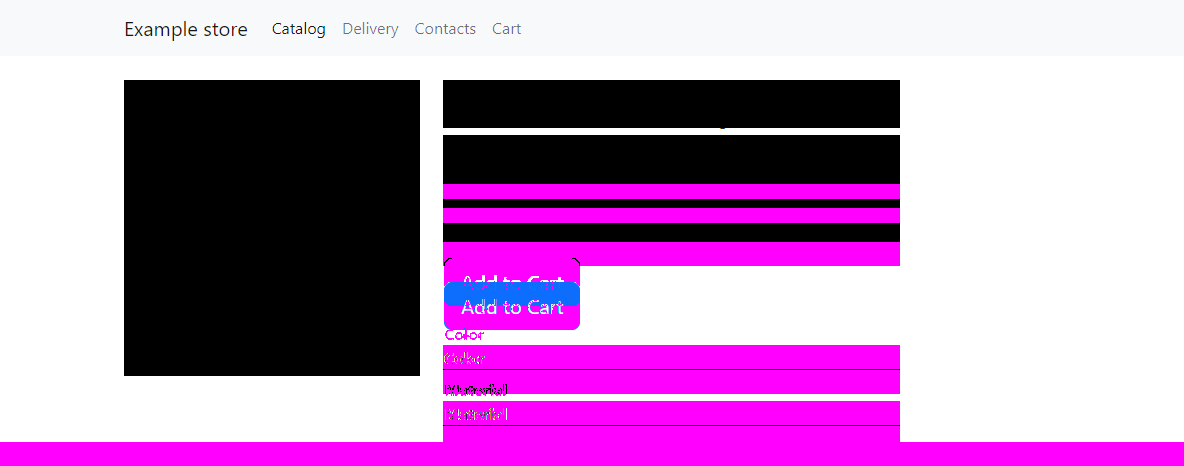 Example store Catalog Delivery Contacts Cart
Add to Cart
Add to Cart
Color
Color
Material
Material